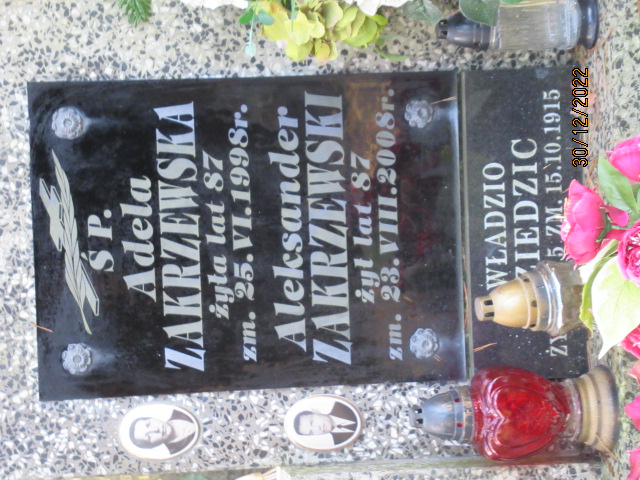 Ś P.
Adela
ZAKRZEWSKA
żyła lat 87
zm. 25.VI.1998r.
Aleksander
ZAKRZEWSKI
żył lat 87
zm. 23.VIII.2008r.
WŁADZIO
ZM. 15.10.1915
30/12/2022